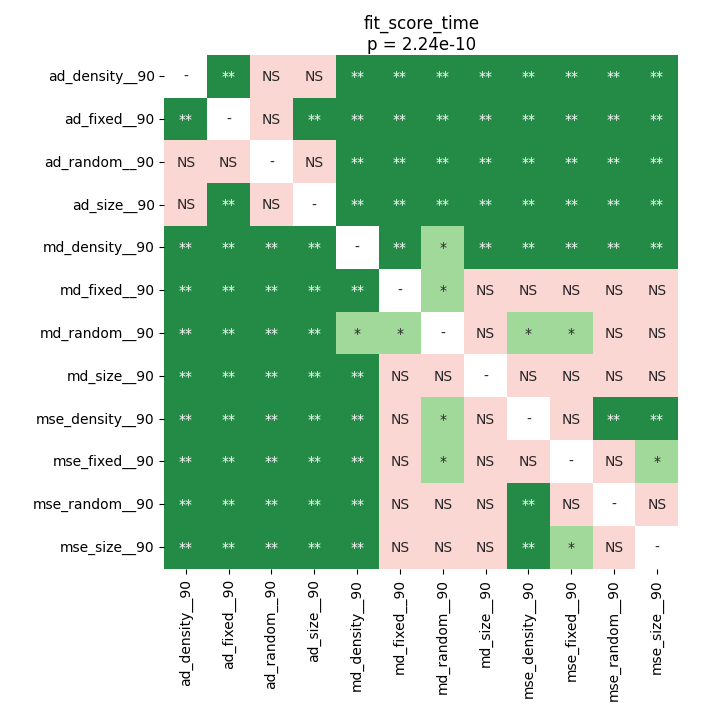 fit_score_time
p = 2.24e-10
ad_density__90 - ** NS NS ** ** ** ** ** ** ** **
ad_fixed__90 ** - NS ** ** ** ** ** ** ** ** **
ad_random__90 NS NS - NS ** ** ** ** ** ** ** **
ad_size__90 NS ** NS - ** ** ** ** ** ** ** **
md_density__90 ** ** ** ** - ** * ** ** ** ** **
md_fixed__90 ** ** ** ** ** - * NS NS NS NS NS
md_random__90 ** ** ** ** * * - NS * * NS NS
md_size__90 ** ** ** ** ** NS NS - NS NS NS NS
mse_density__90 ** ** ** ** ** NS * NS - NS ** **
mse_fixed__90 ** ** ** ** ** NS * NS NS - NS *
mse_random__90 ** ** ** ** ** NS NS NS ** NS - NS
mse_size__90 ** ** ** ** ** NS NS NS ** * NS -
ad_density__90
ad_fixed__90
ad_random__90
ad_size__90
md_density__90
md_fixed__90
md_random__90
md_size__90
mse_density__90
mse_fixed__90
mse_random__90
mse_size__90